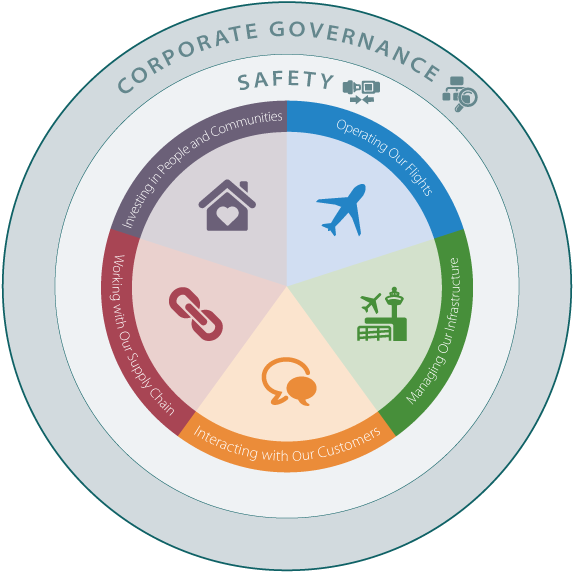 CORPORATE GOVERNANCE
SAFETY
Operating Our Flights
Managing Our Infrastructure
Interacting with Our Customers
Working with Our Supply Chain
Investing in People and Communities